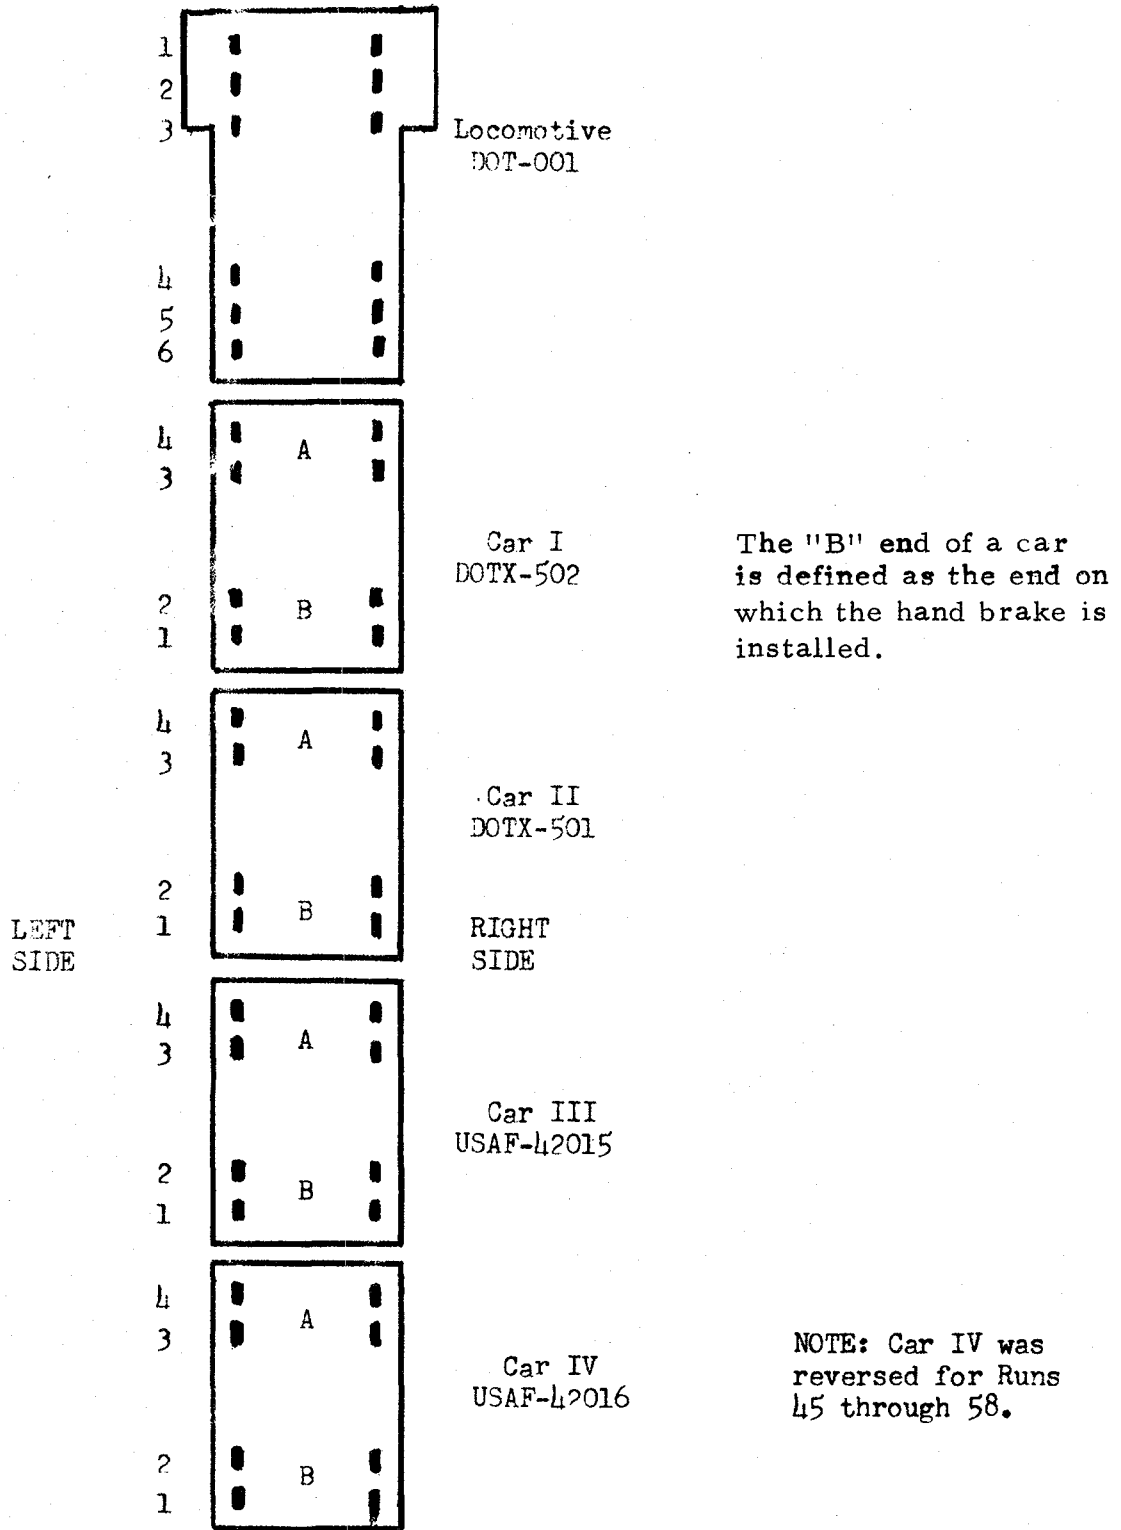 1
2
3
Locomotive
DOT-001
4
5
6
4
A
3
Car I
DOTX-502
2
B
1
The "B" end of a car
is defined as the end on
which the hand brake is
installed.
4
A
3
Car II
DOTX-501
2
B
1
LEFT
SIDE
RIGHT
SIDE
4
A
3
Car III
USAF-42015
2
B
1
4
A
3
Car IV
USAF-42016
NOTE: Car IV was
reversed for Runs
45 through 58.
2
B
1